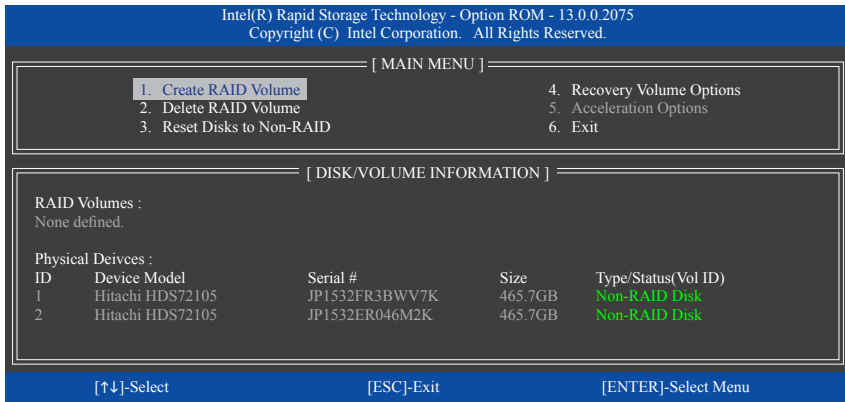 Intel(R) Rapid Storage Technology - Option ROM - 13.0.0.2075
Copyright (C) Intel Corporation. All Rights Reserved.
[ MAIN MENU ]
1. Create RAID Volume
2. Delete RAID Volume
3. Reset Disks to Non-RAID
4. Recovery Volume Options
5. Acceleration Options
6. Exit
[ DISK/VOLUME INFORMATION ]
RAID Volumes :
None defined.
Physical Deivces :
ID Device Model Serial # Size Type/Status(Vol ID)
1 Hitachi HDS72105 JP1532FR3BWV7K 465.7GB Non-RAID Disk
2 Hitachi HDS72105 JP1532ER046M2K 465.7GB Non-RAID Disk
[↑↓]-Select [ESC]-Exit [ENTER]-Select Menu